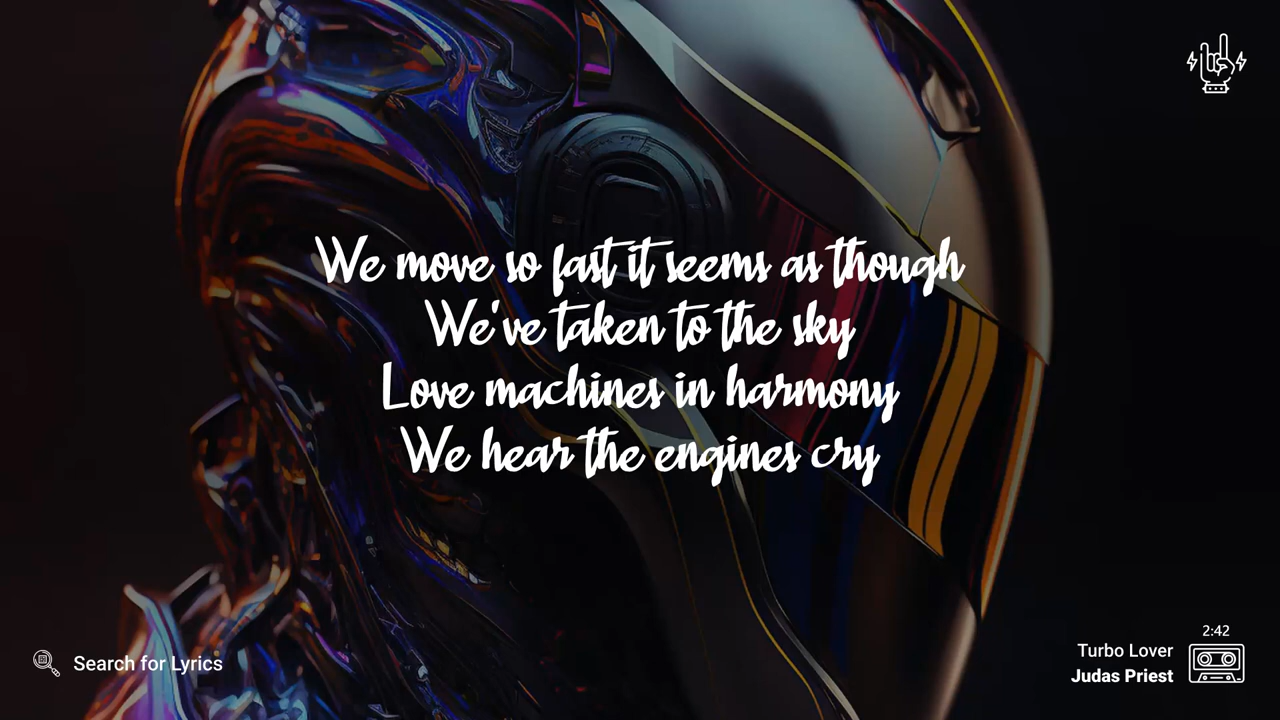 We move so fast it seems as though
We've taken to the sky
Love machines in harmony
We hear the engines cry
Search for Lyrics
2:42
Turbo Lover
Judas Priest